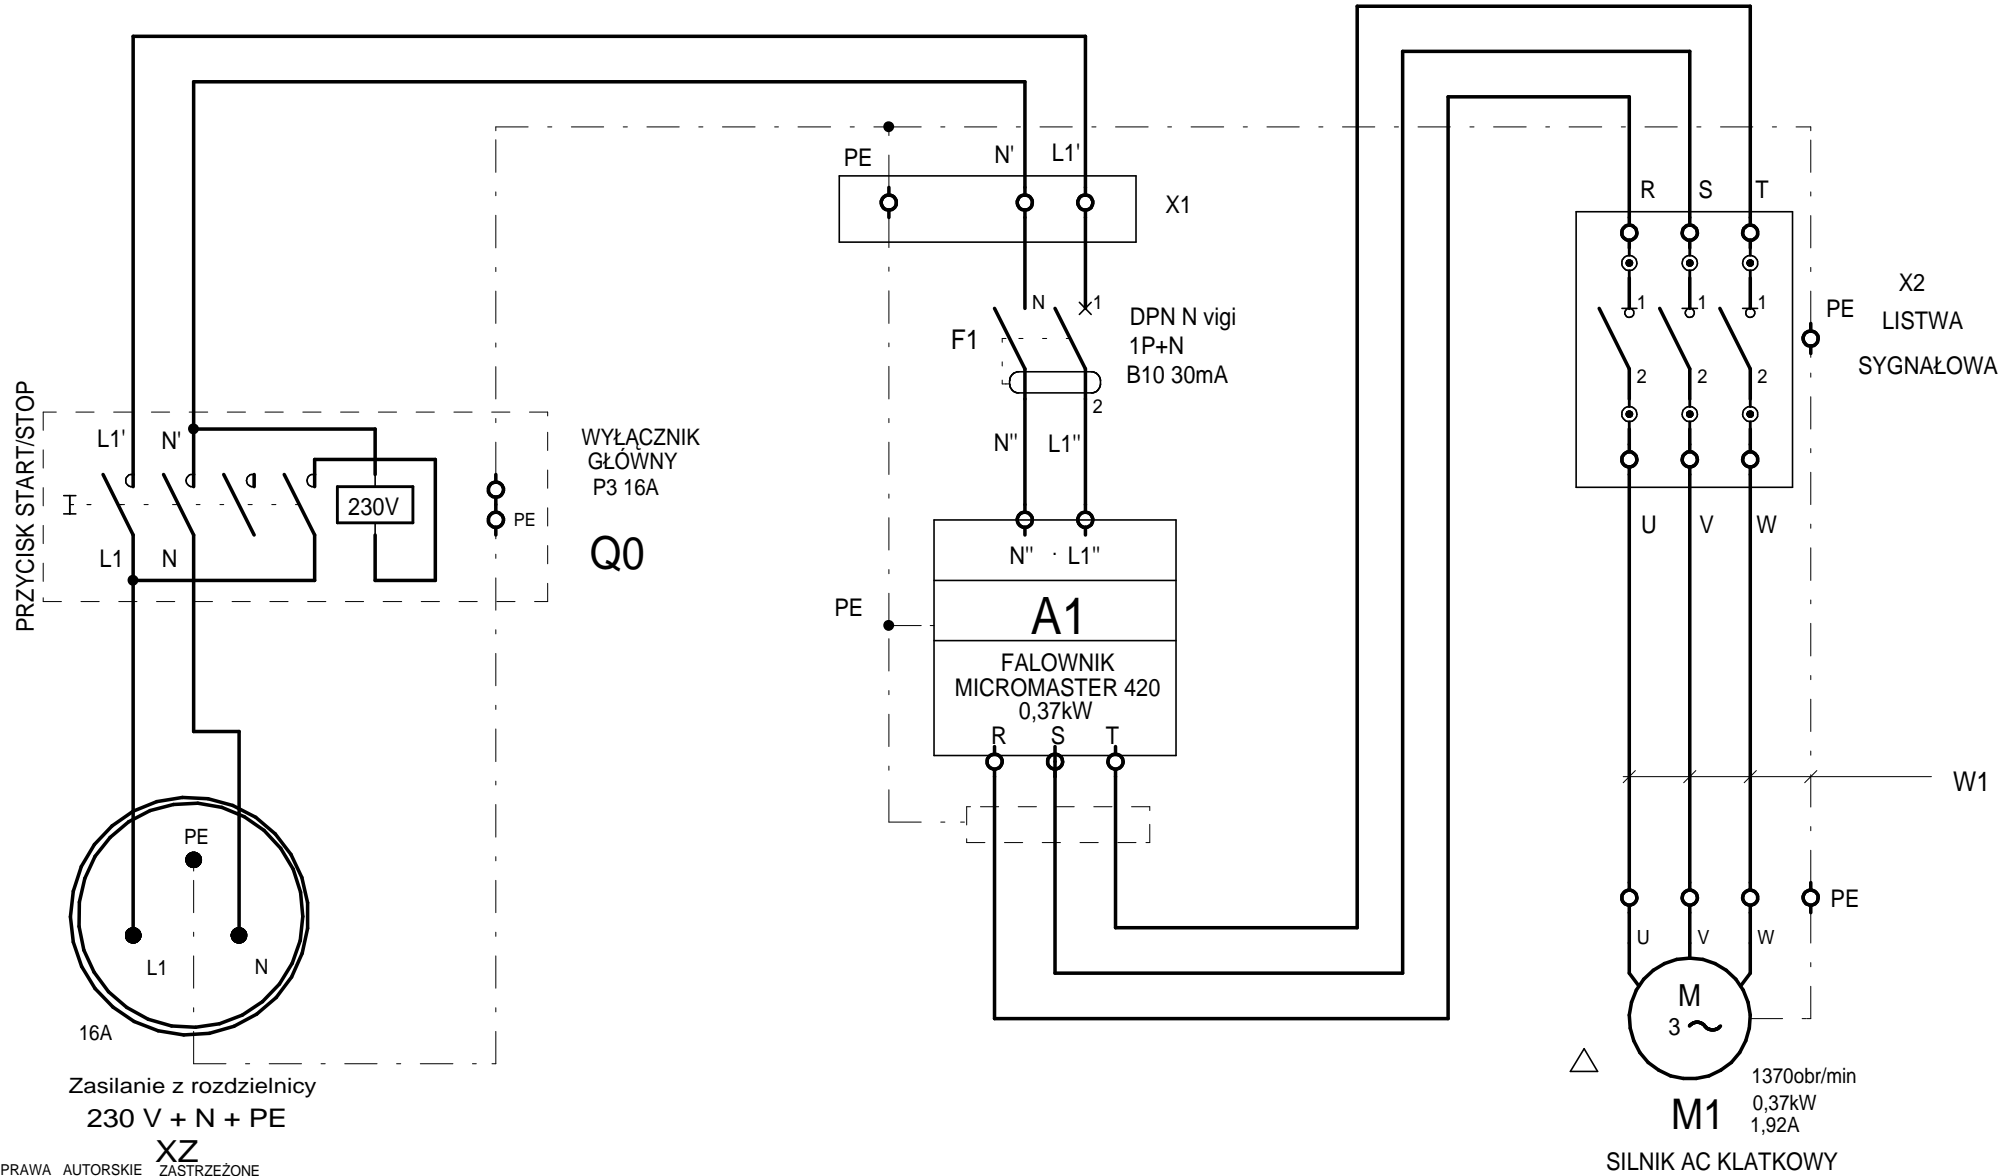 PE
N'
L1'
X1
R
S
T
N
1
F1
DPN N vigi
1P+N
B10 30mA
2
1
1
1
2
2
2
PE
X2
LISTWA
SYGNAŁOWA
PRZYCISK START/STOP
L1'
N'
230V
L1
N
PE
WYŁĄCZNIK
GŁÓWNY
P3 16A
Q0
N''
L1''
N'' · L1''
PE
A1
FALOWNIK
MICROMASTER 420
0,37kW
R
S
T
U
V
W
W1
PE
L1
N
16A
Zasilanie z rozdzielnicy
230 V + N + PE
XZ
PRAWA AUTORSKIE ZASTRZEŻONE
PE
U
V
W
M
3
1370obr/min
0,37kW
1,92A
M1
SILNIK AC KLATKOWY